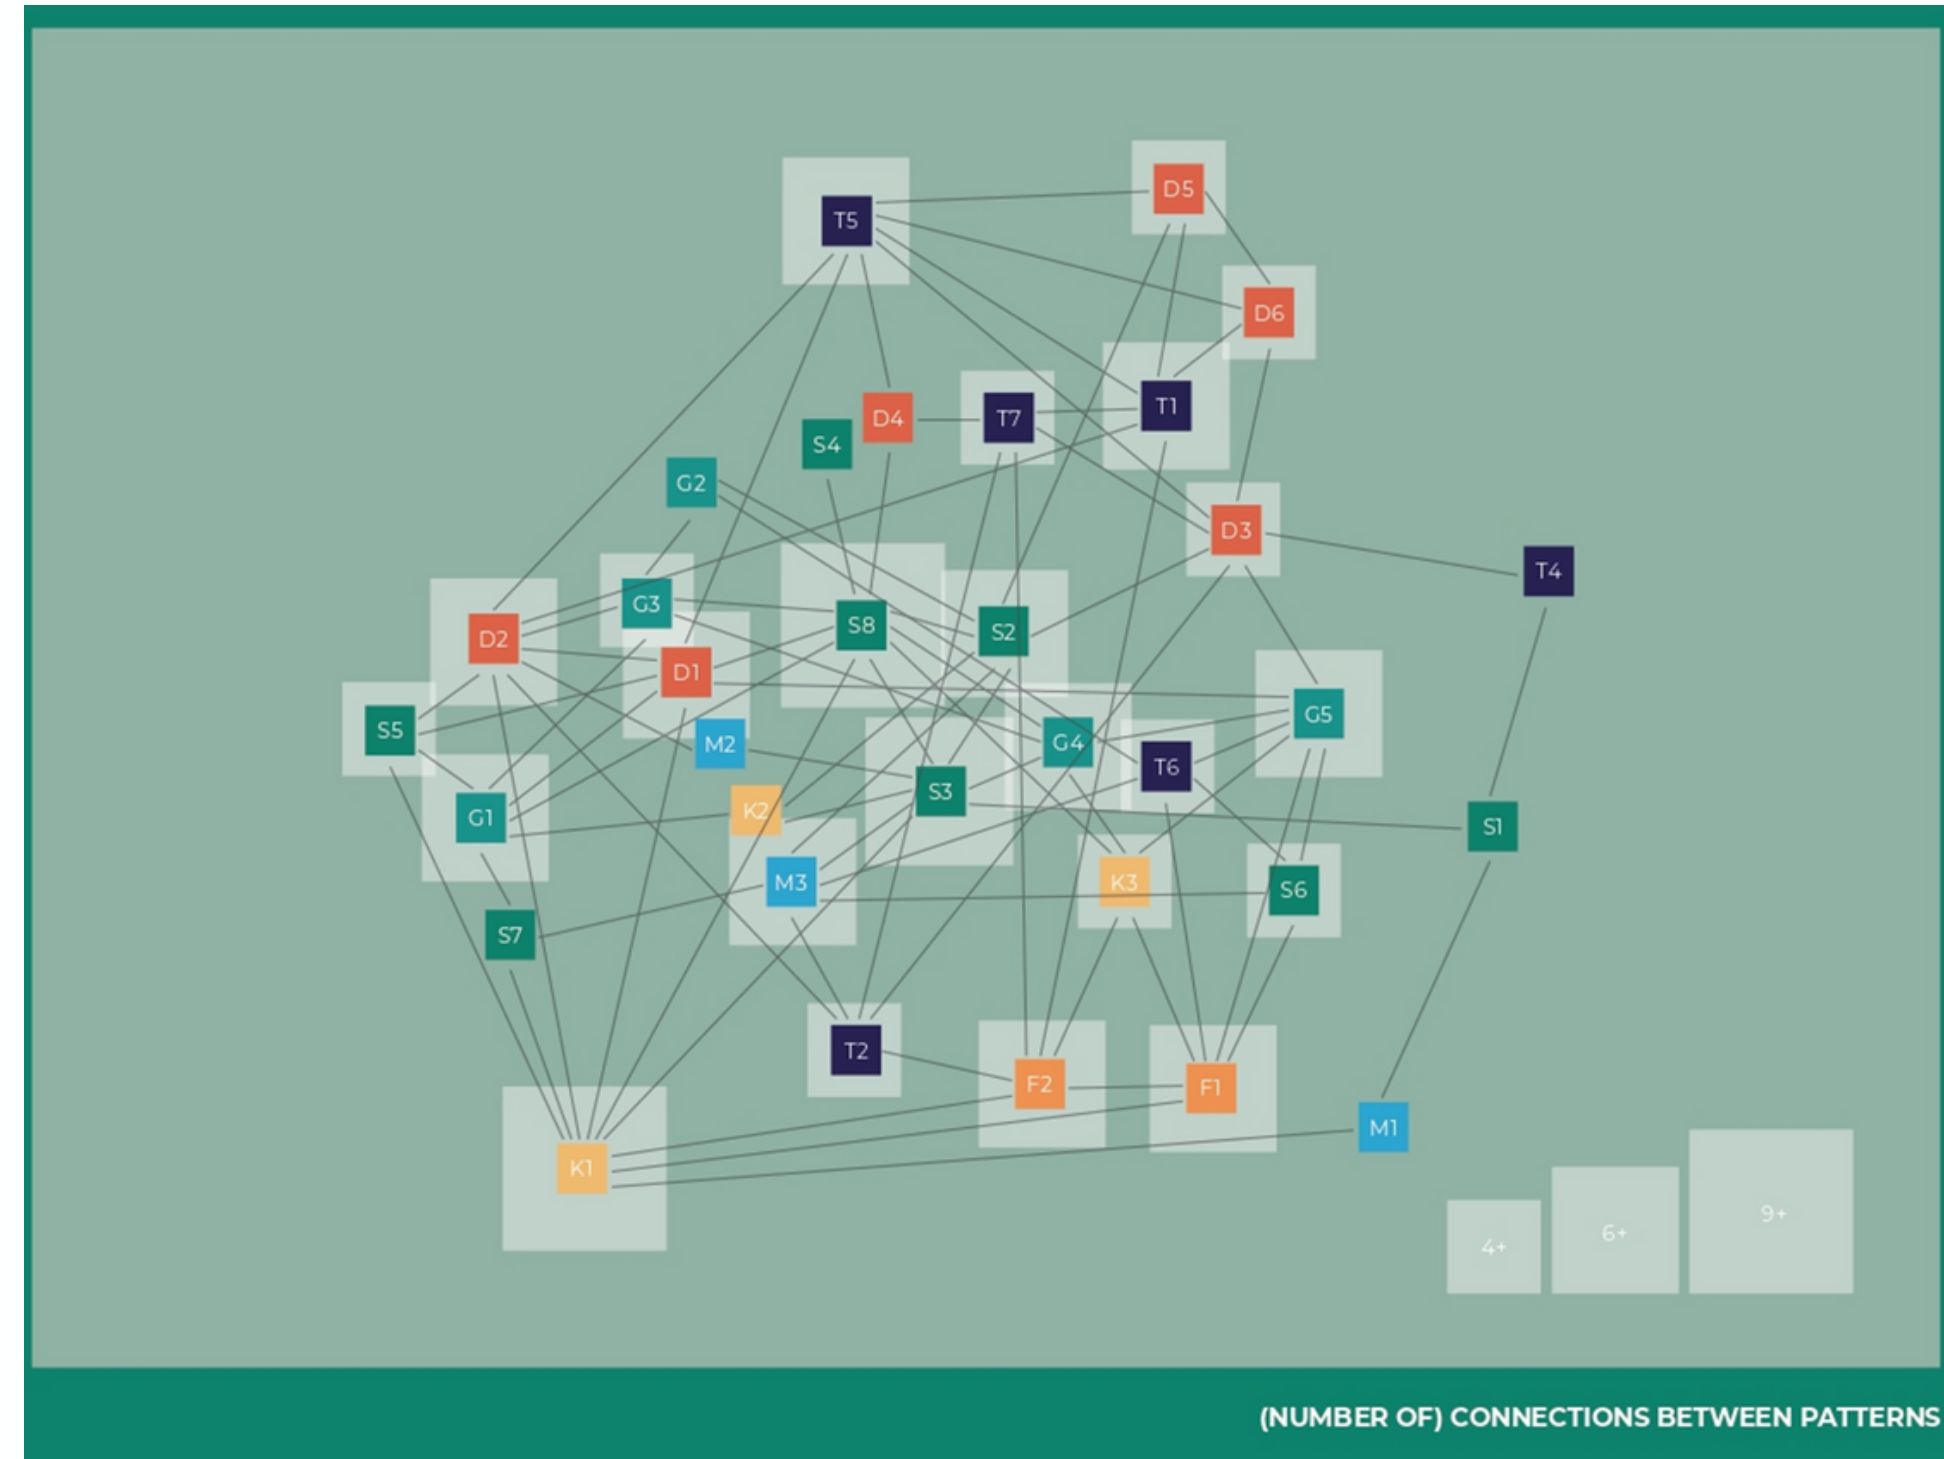 D5
T5
D6
T1
D4
T7
S4
G2
D3
T4
G3
S8
S2
D2
D1
G5
S5
M2
G4
T6
S3
K2
G1
S1
M3
K3
S6
S7
T2
F2
F1
M1
K1
9+
6+
4+
(NUMBER OF) CONNECTIONS BETWEEN PATTERNS